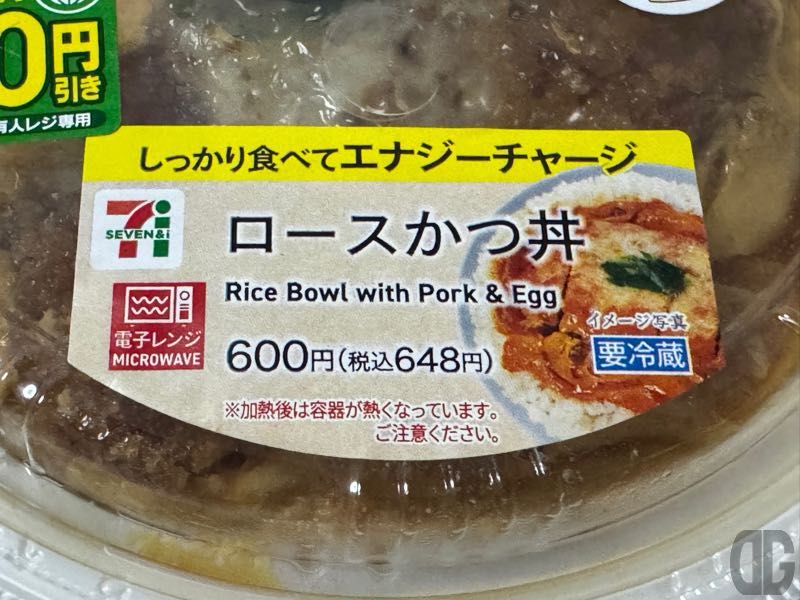 0円
引き
有人レジ専用
しっかり食べてエナジーチャージ
SEVEN&i
ロースかつ丼
Rice Bowl with Pork & Egg
イメージ写真
電子レンジ
MICROWAVE
600円(税込648円)
要冷蔵
※加熱後は容器が熱くなっています。
ご注意ください。
DG